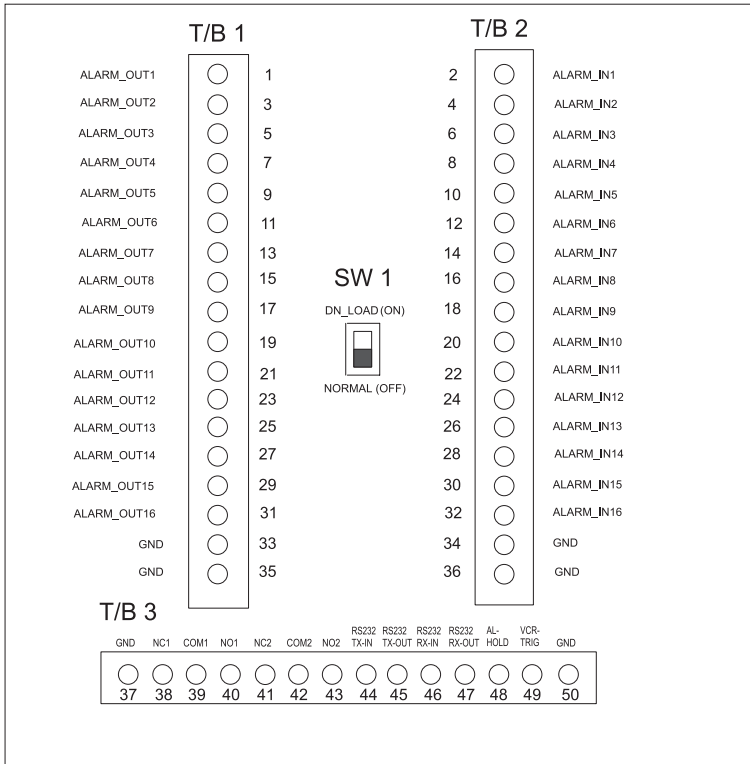 T/B 1 T/B 2
ALARM_OUT1 1 2 ALARM_IN1
ALARM_OUT2 3 4 ALARM_IN2
ALARM_OUT3 5 6 ALARM_IN3
ALARM_OUT4 7 8 ALARM_IN4
ALARM_OUT5 9 10 ALARM_IN5
ALARM_OUT6 11 12 ALARM_IN6
ALARM_OUT7 13 14 ALARM_IN7
ALARM_OUT8 15 16 ALARM_IN8
ALARM_OUT9 17 18 ALARM_IN9
ALARM_OUT10 19 20 ALARM_IN10
ALARM_OUT11 21 22 ALARM_IN11
ALARM_OUT12 23 24 ALARM_IN12
ALARM_OUT13 25 26 ALARM_IN13
ALARM_OUT14 27 28 ALARM_IN14
ALARM_OUT15 29 30 ALARM_IN15
ALARM_OUT16 31 32 ALARM_IN16
GND 33 34 GND
GND 35 36 GND
SW 1
DN_LOAD (ON)
NORMAL (OFF)
T/B 3
GND NC1 COM1 NO1 NC2 COM2 NO2 RS232 TX-IN RS232 TX-OUT RS232 RX-IN RS232 RX-OUT AL-HOLD VCR-TRIG GND
37 38 39 40 41 42 43 44 45 46 47 48 49 50